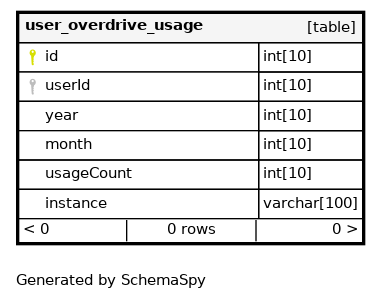 user_overdrive_usage [table]
id int[10]
userId int[10]
year int[10]
month int[10]
usageCount int[10]
instance varchar[100]
< 0 0 rows 0 >
Generated by SchemaSpy